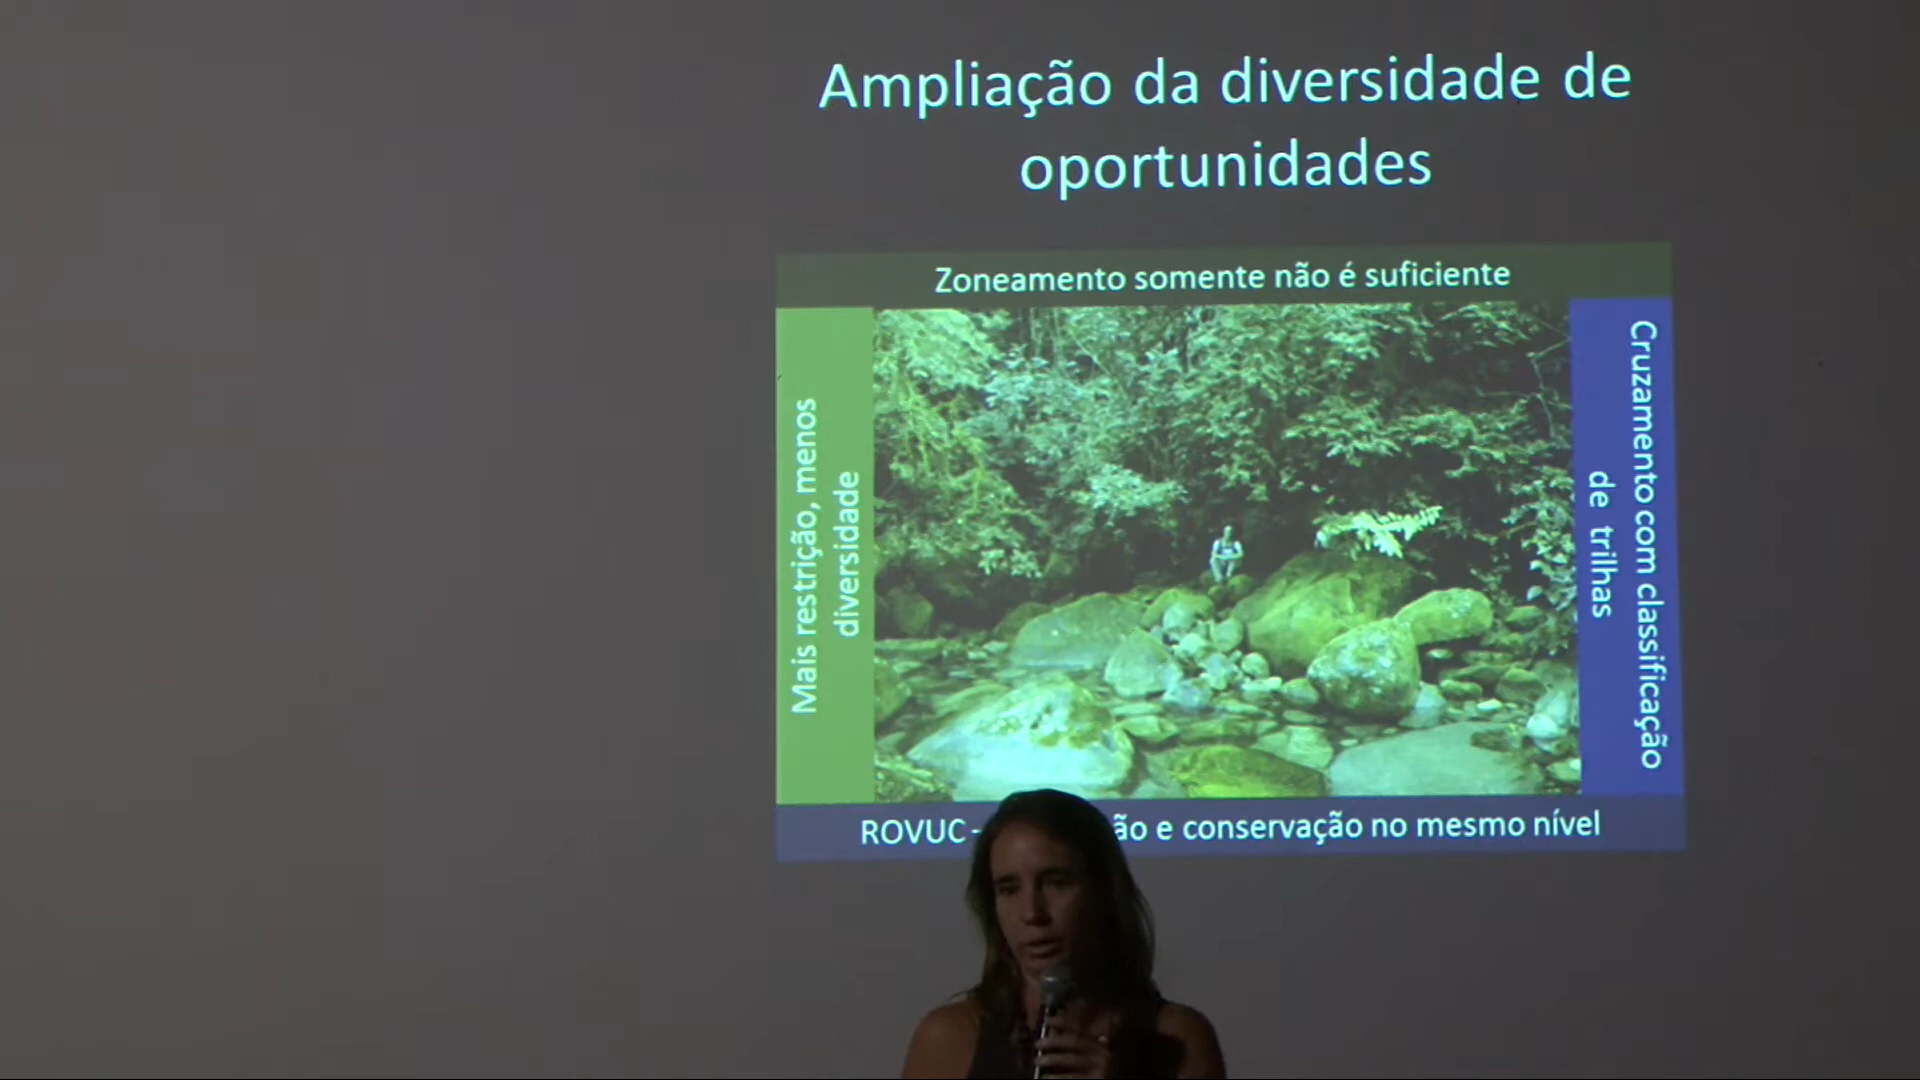 Ampliação da diversidade de
oportunidades
Zoneamento somente não é suficiente
Mais restrição, menos
diversidade
Cruzamento com classificação
de trilhas
ROVUC - e conservação no mesmo nível